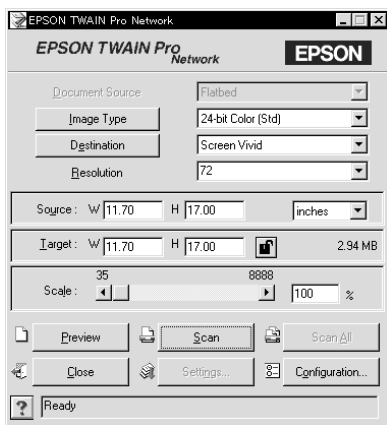 EPSON TWAIN Pro Network
EPSON TWAIN Pro Network EPSON
Document Source Flatbed
Image Type 24-bit Color (Std)
Destination Screen Vivid
Resolution 72
Source : W 11.70 H 17.00 inches
Target : W 11.70 H 17.00 2.94 MB
35 8888
Scale : 100 %
Preview Scan Scan All
Close Settings... Configuration...
? Ready